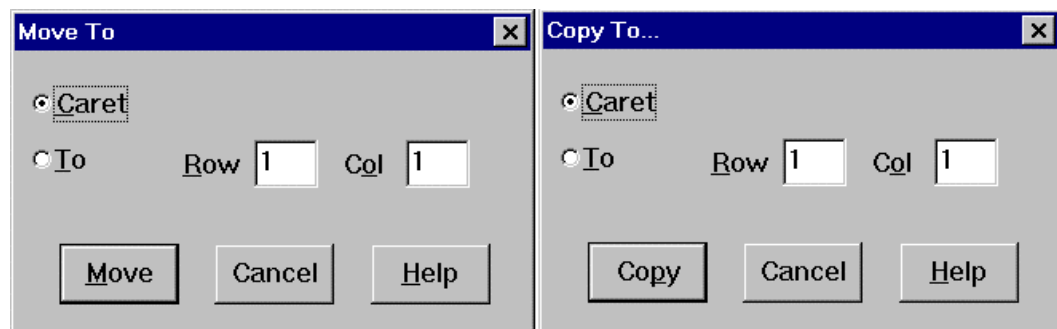 Move To
Caret
To Row 1 Col 1
Move Cancel Help
Copy To...
Caret
To Row 1 Col 1
Copy Cancel Help